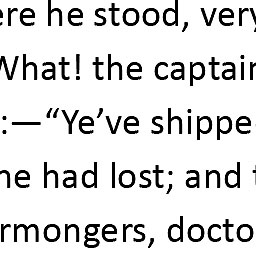 ere he stood, very
What! the captain
:—“Ye’ve shippe
he had lost; and
rmongers, docto